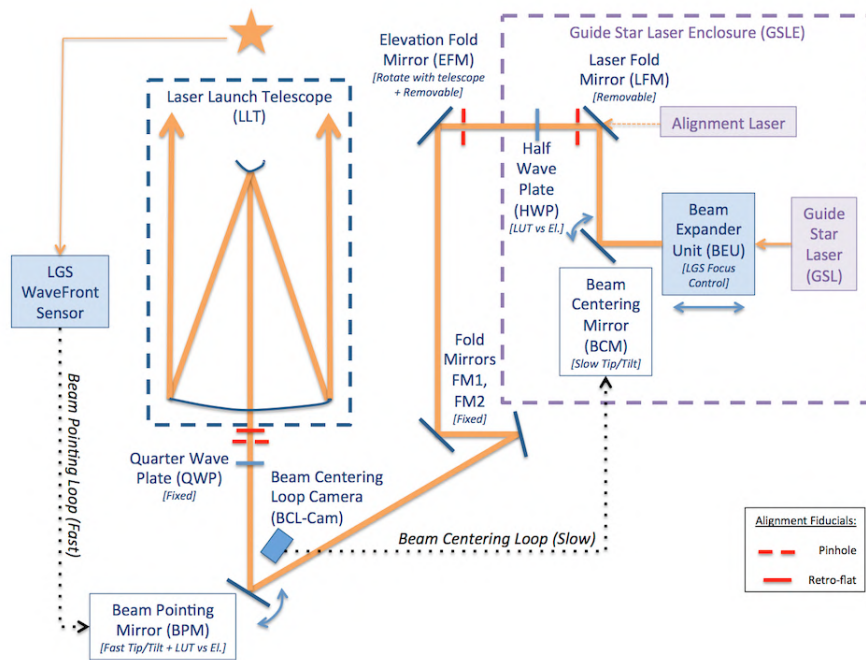 Guide Star Laser Enclosure (GSLE)
Elevation Fold
Mirror (EFM)
[Rotate with telescope
+ Removable]
Laser Fold
Mirror (LFM)
[Removable]
Laser Launch Telescope
(LLT)
Alignment Laser
Half
Wave
Plate
(HWP)
[LUT vs El.]
Beam
Expander
Unit (BEU)
[LGS Focus
Control]
Guide
Star
Laser
(GSL)
LGS
WaveFront
Sensor
Beam
Centering
Mirror
(BCM)
[Slow Tip/Tilt]
Fold
Mirrors
FM1,
FM2
[Fixed]
Beam Pointing Loop (Fast)
Quarter Wave
Plate (QWP)
[Fixed]
Beam Centering
Loop Camera
(BCL-Cam)
Beam Centering Loop (Slow)
Alignment Fiducials:
Pinhole
Retro-flat
Beam Pointing
Mirror (BPM)
[Fast Tip/Tilt + LUT vs El.]